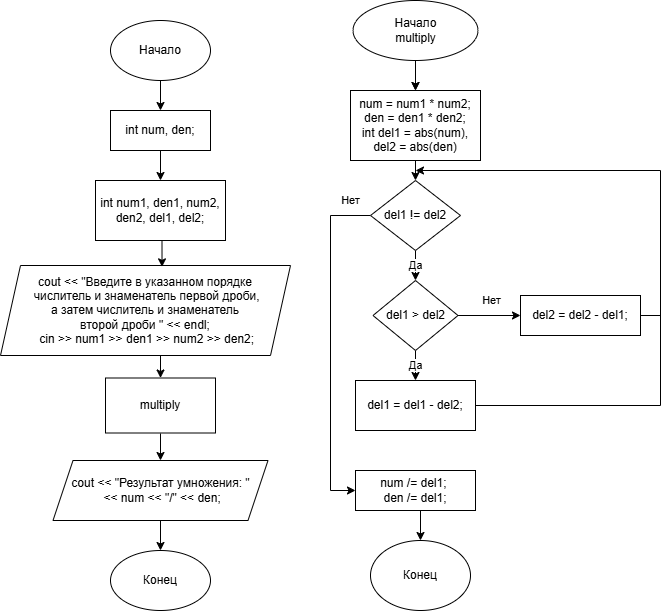 Начало
int num, den;
int num1, den1, num2,
den2, del1, del2;
cout << "Введите в указанном порядке
числитель и знаменатель первой дроби,
а затем числитель и знаменатель
второй дроби " << endl;
cin >> num1 >> den1 >> num2 >> den2;
multiply
cout << "Результат умножения: "
<< num << "/" << den;
Конец
Начало
multiply
num = num1 * num2;
den = den1 * den2;
int del1 = abs(num),
del2 = abs(den)
Нет
del1 != del2
Да
del1 > del2
Нет
del2 = del2 - del1;
Да
del1 = del1 - del2;
num /= del1;
den /= del1;
Конец